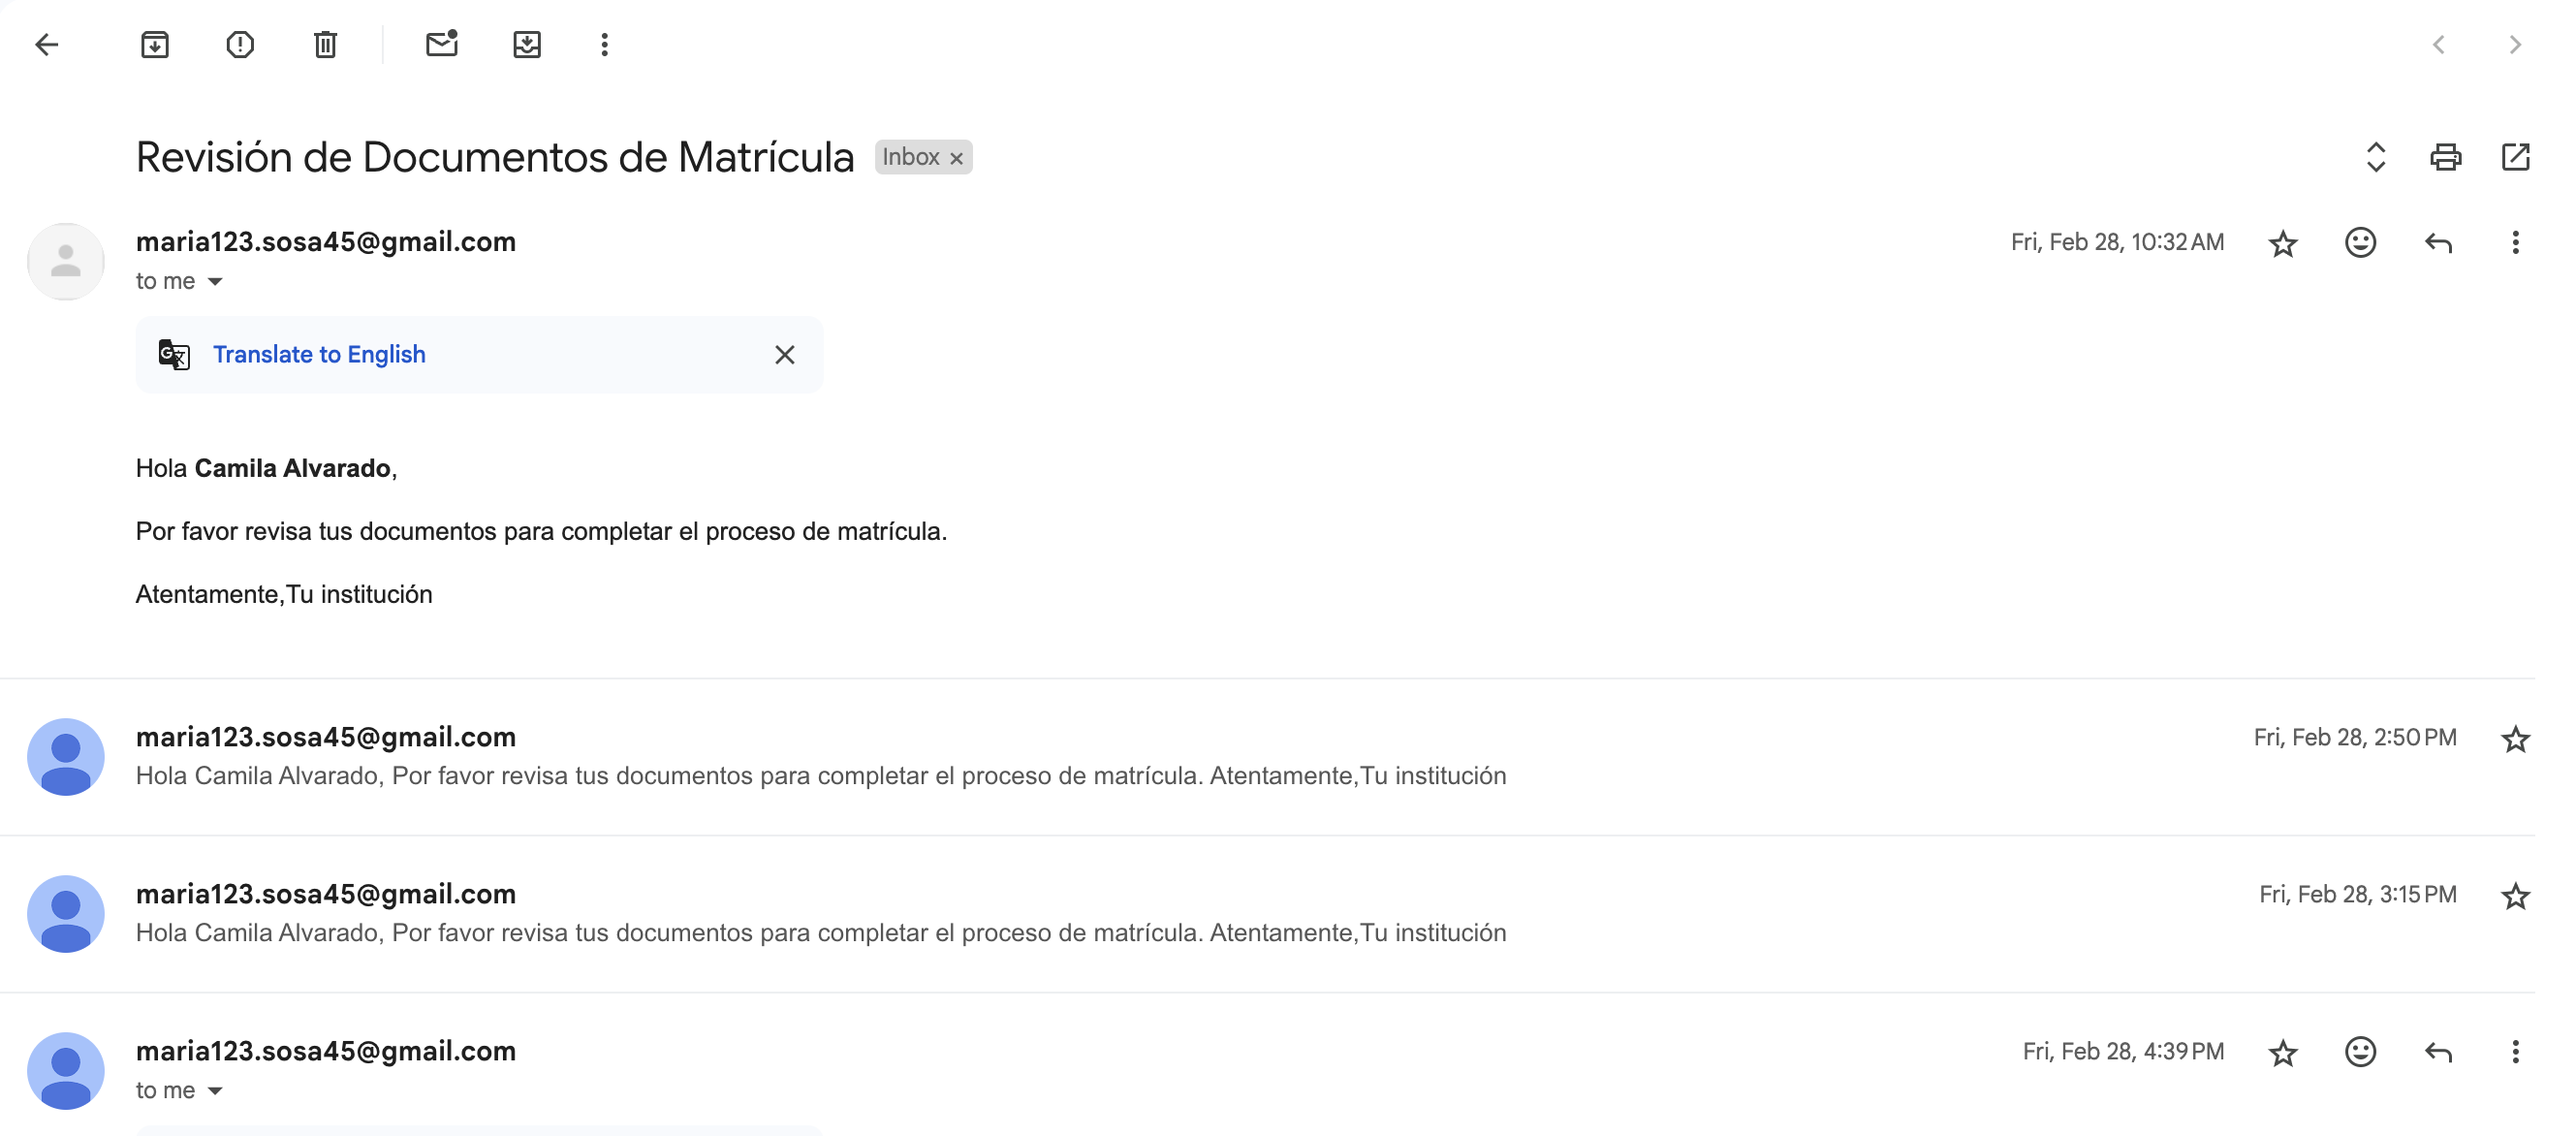 Revisión de Documentos de Matrícula Inbox ×
maria123.sosa45@gmail.com Fri, Feb 28, 10:32 AM
to me
Translate to English
Hola Camila Alvarado,
Por favor revisa tus documentos para completar el proceso de matrícula.
Atentamente,Tu institución
maria123.sosa45@gmail.com Fri, Feb 28, 2:50 PM
Hola Camila Alvarado, Por favor revisa tus documentos para completar el proceso de matrícula. Atentamente,Tu institución
maria123.sosa45@gmail.com Fri, Feb 28, 3:15 PM
Hola Camila Alvarado, Por favor revisa tus documentos para completar el proceso de matrícula. Atentamente,Tu institución
maria123.sosa45@gmail.com Fri, Feb 28, 4:39 PM
to me